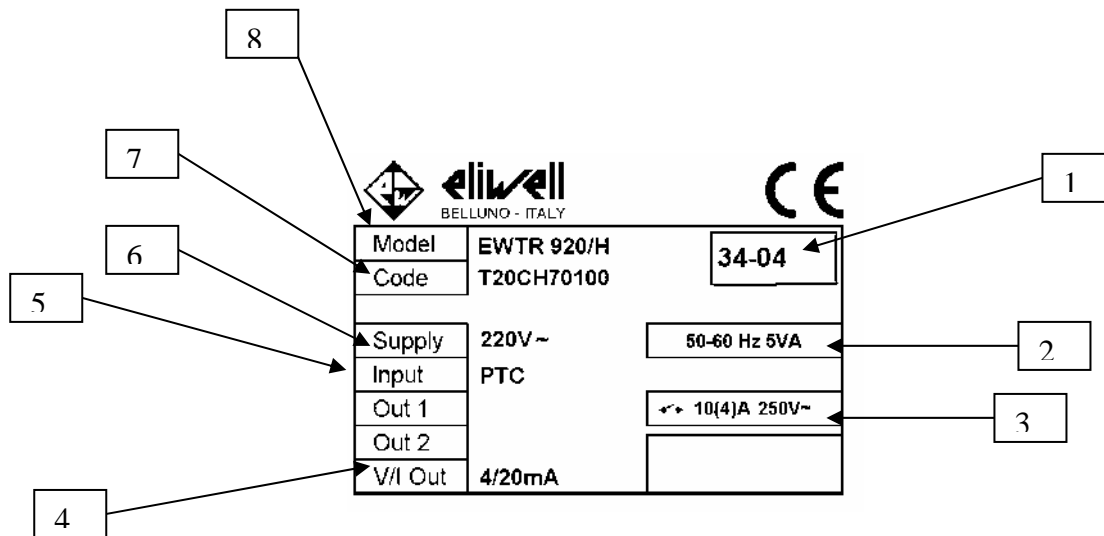 8
7
1
eliwell
CE
BELLUNO - ITALY
6
Model EWTR 920/H 34-04
Code T20CH70100
5
Supply 220V~ 50-60 Hz 5VA
2
Input PTC
Out 1 10(4)A 250V~
3
Out 2
V/I Out 4/20mA
4